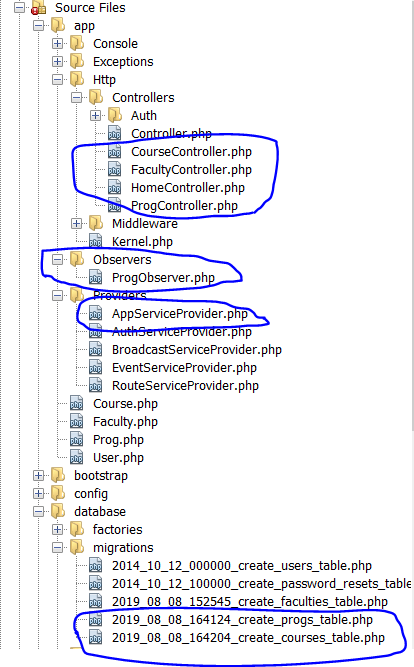 Source Files
app
Console
Exceptions
Http
Controllers
Auth
Controller.php
CourseController.php
FacultyController.php
HomeController.php
ProgController.php
Middleware
Kernel.php
Observers
ProgObserver.php
Providers
AppServiceProvider.php
AuthServiceProvider.php
BroadcastServiceProvider.php
EventServiceProvider.php
RouteServiceProvider.php
Course.php
Faculty.php
Prog.php
User.php
bootstrap
config
database
factories
migrations
2014_10_12_000000_create_users_table.php
2014_10_12_100000_create_password_resets_table
2019_08_08_152545_create_faculties_table.php
2019_08_08_164124_create_progs_table.php
2019_08_08_164204_create_courses_table.php